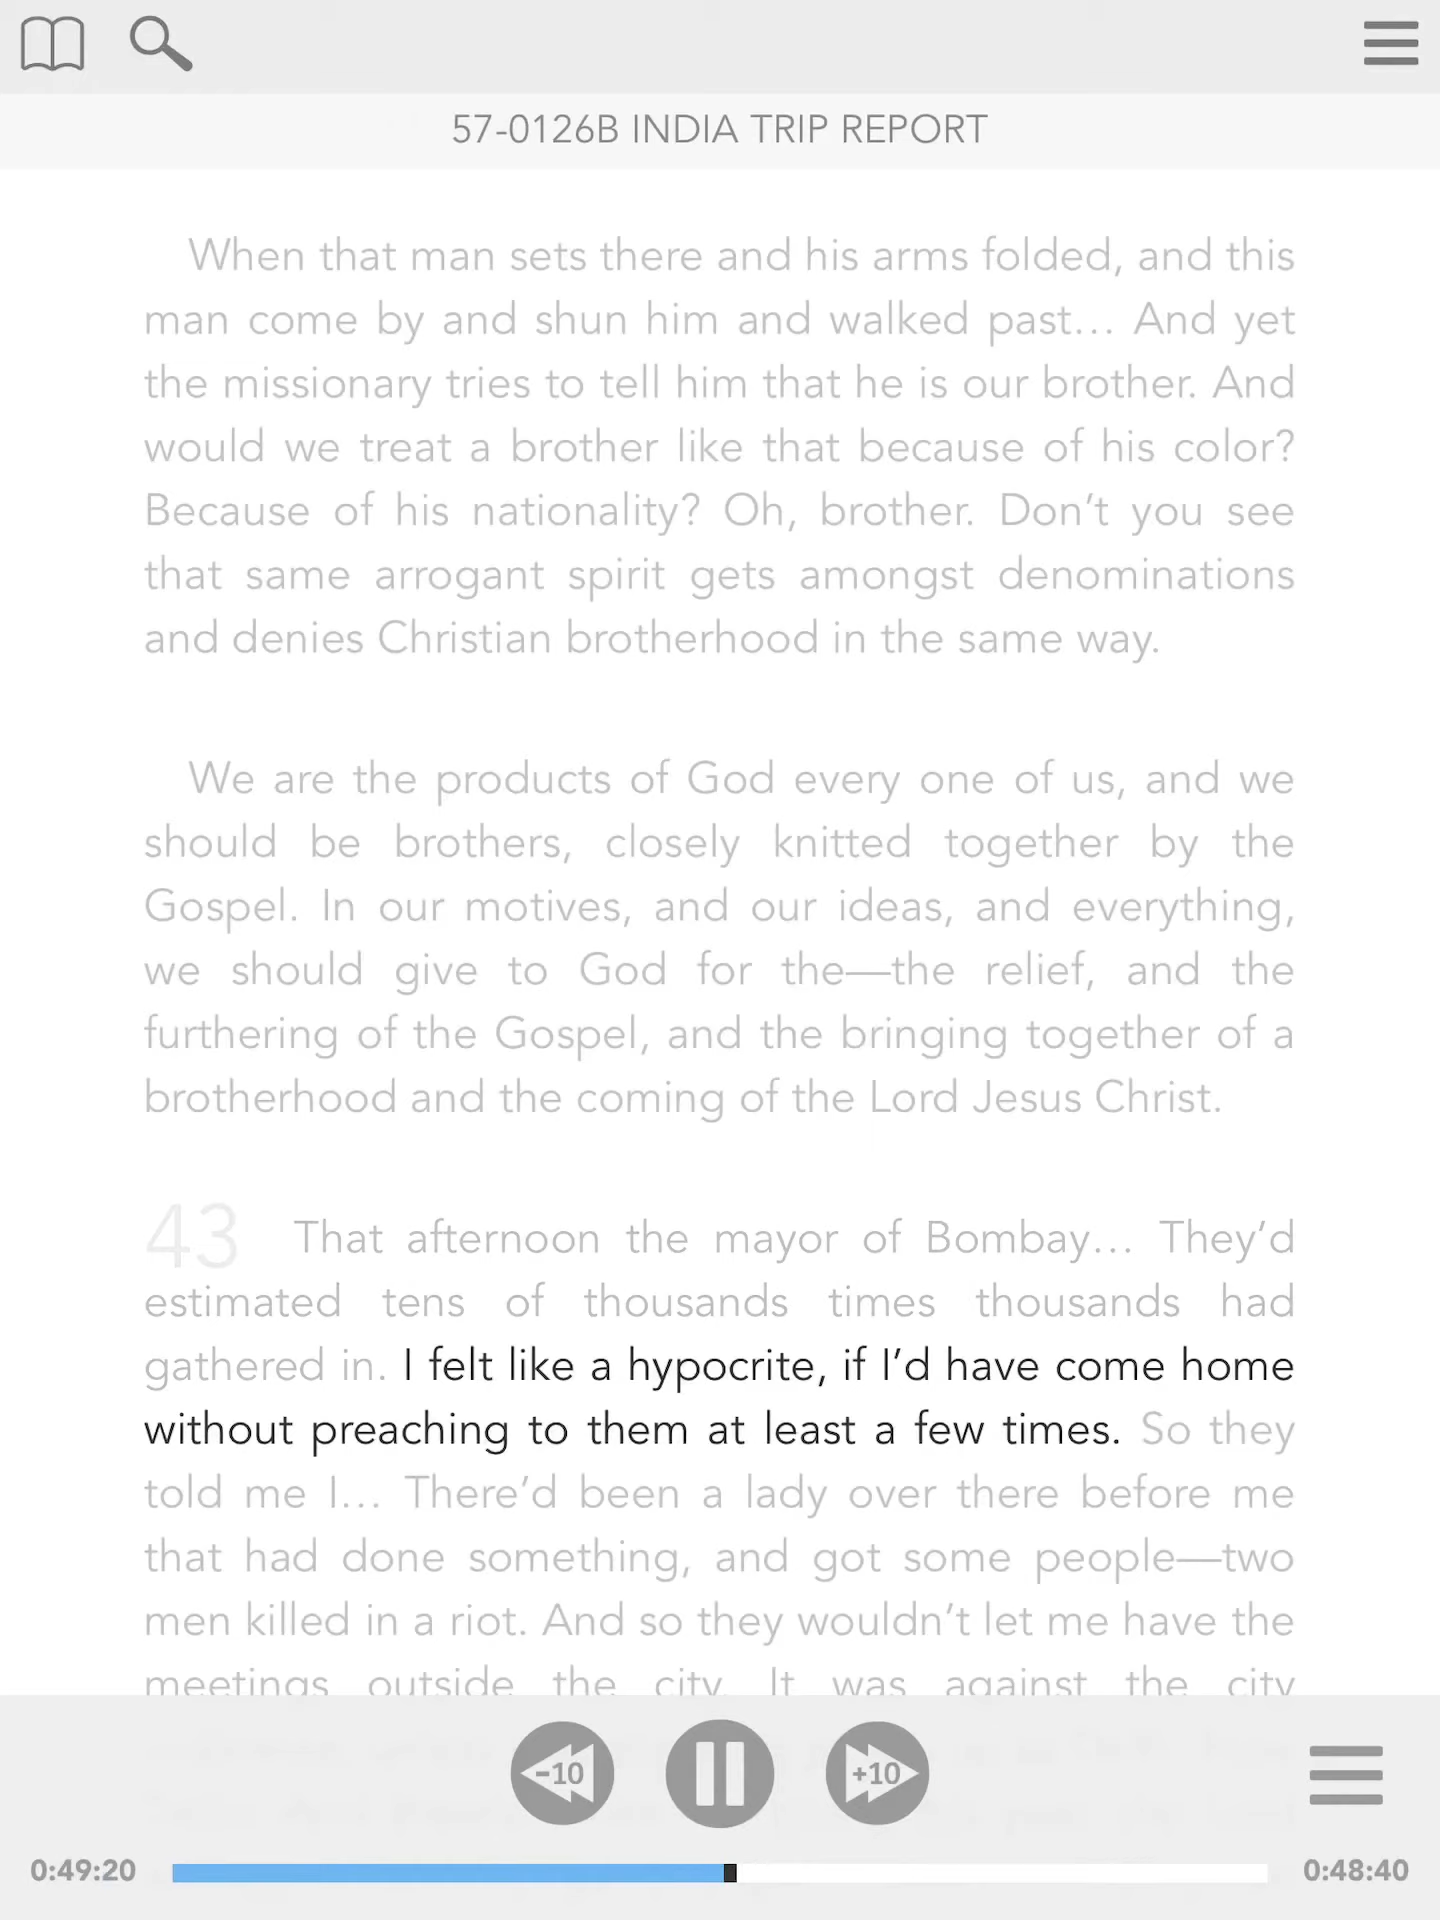 57-0126B INDIA TRIP REPORT
When that man sets there and his arms folded, and this
man come by and shun him and walked past… And yet
the missionary tries to tell him that he is our brother. And
would we treat a brother like that because of his color?
Because of his nationality? Oh, brother. Don’t you see
that same arrogant spirit gets amongst denominations
and denies Christian brotherhood in the same way.
We are the products of God every one of us, and we
should be brothers, closely knitted together by the
Gospel. In our motives, and our ideas, and everything,
we should give to God for the—the relief, and the
furthering of the Gospel, and the bringing together of a
brotherhood and the coming of the Lord Jesus Christ.
43 That afternoon the mayor of Bombay… They’d
estimated tens of thousands times thousands had
gathered in. I felt like a hypocrite, if I’d have come home
without preaching to them at least a few times. So they
told me I… There’d been a lady over there before me
that had done something, and got some people—two
men killed in a riot. And so they wouldn’t let me have the
meetings outside the city. It was against the city
-10 +10
0:49:20 0:48:40